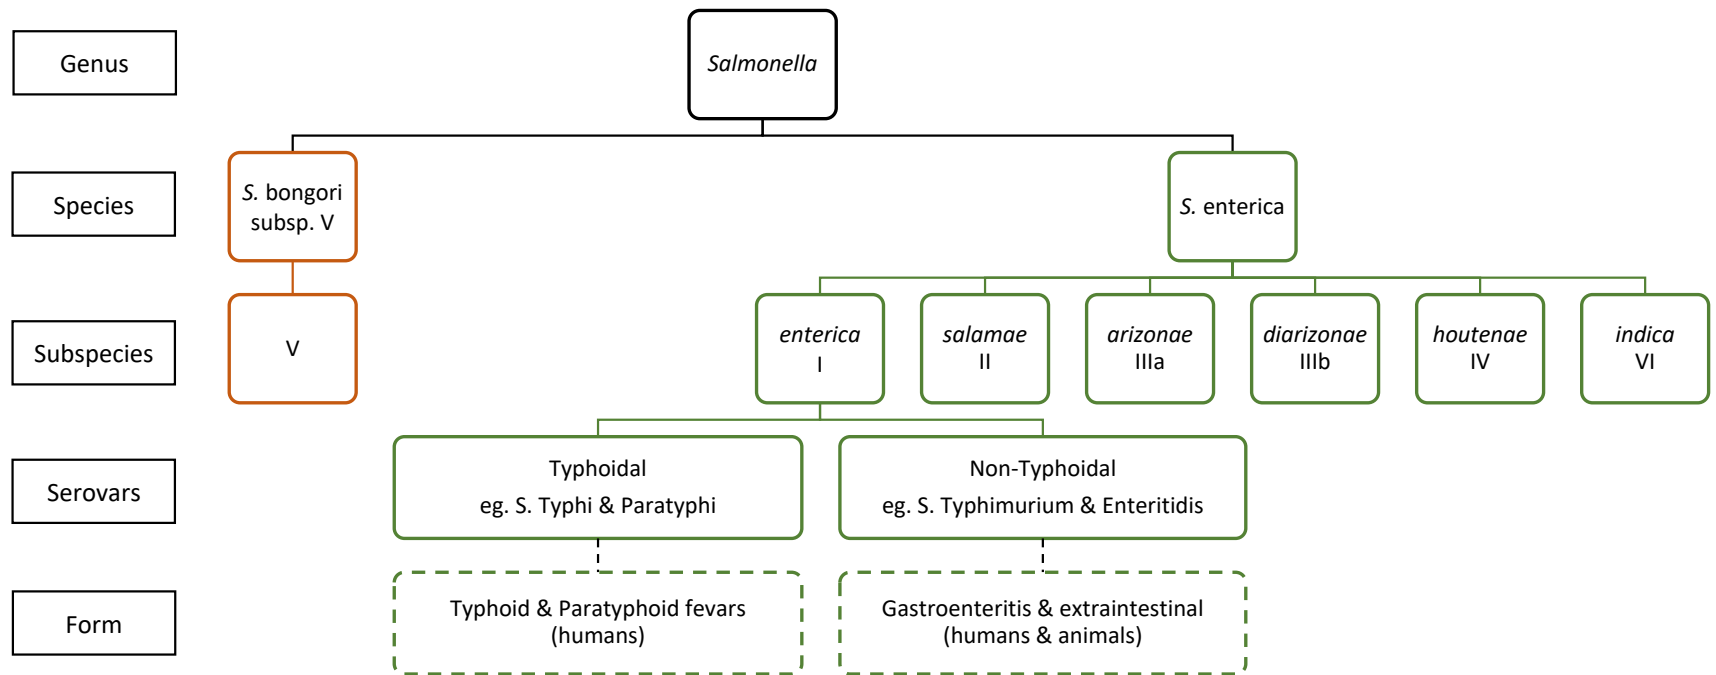 Genus
Salmonella
Species
S. bongori
subsp. V
S. enterica
Subspecies
V
enterica
I
salamae
II
arizonae
IIIa
diarizonae
IIIb
houtenae
IV
indica
VI
Serovars
Typhoidal
eg. S. Typhi & Paratyphi
Non-Typhoidal
eg. S. Typhimurium & Enteritidis
Form
Typhoid & Paratyphoid fevars
(humans)
Gastroenteritis & extraintestinal
(humans & animals)